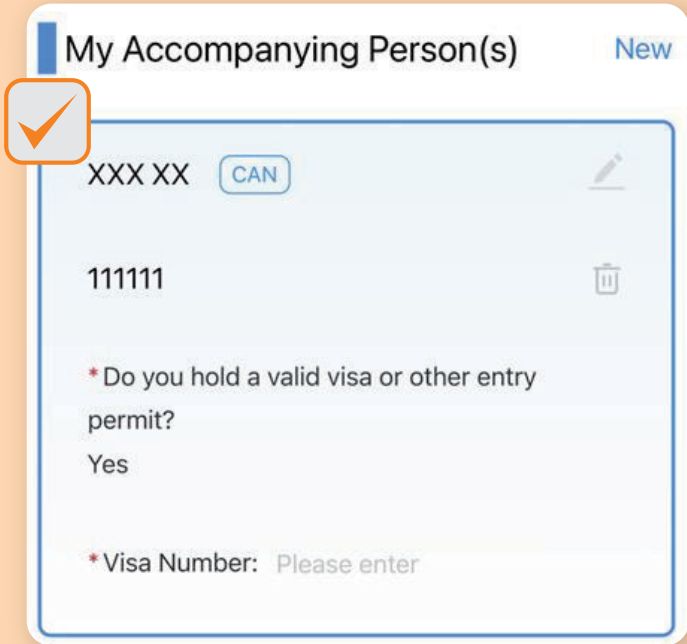 My Accompanying Person(s) New
XXX XX CAN
111111
*Do you hold a valid visa or other entry
permit?
Yes
*Visa Number: Please enter